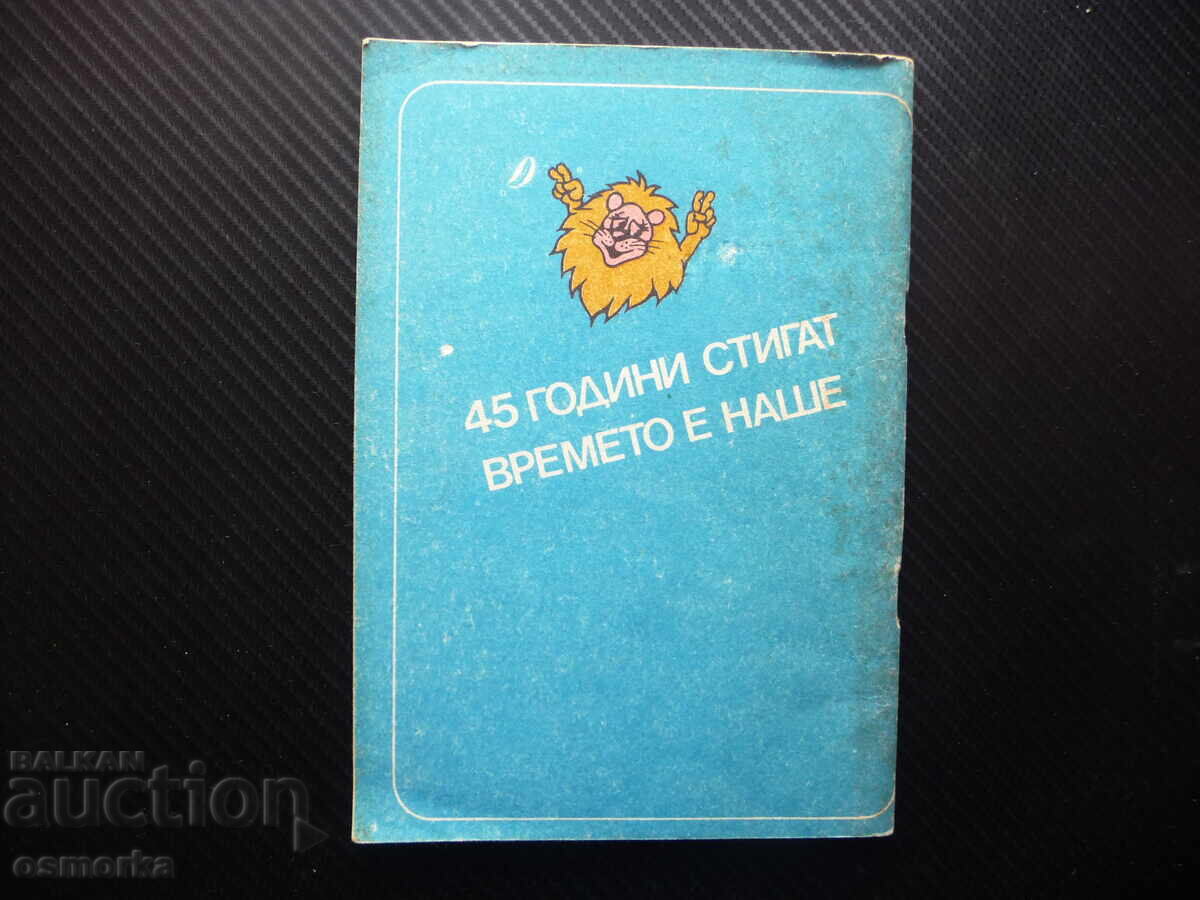 45 ГОДИНИ СТИГАТ
ВРЕМЕТО Е НАШЕ
BALKAN
auction
osmorka